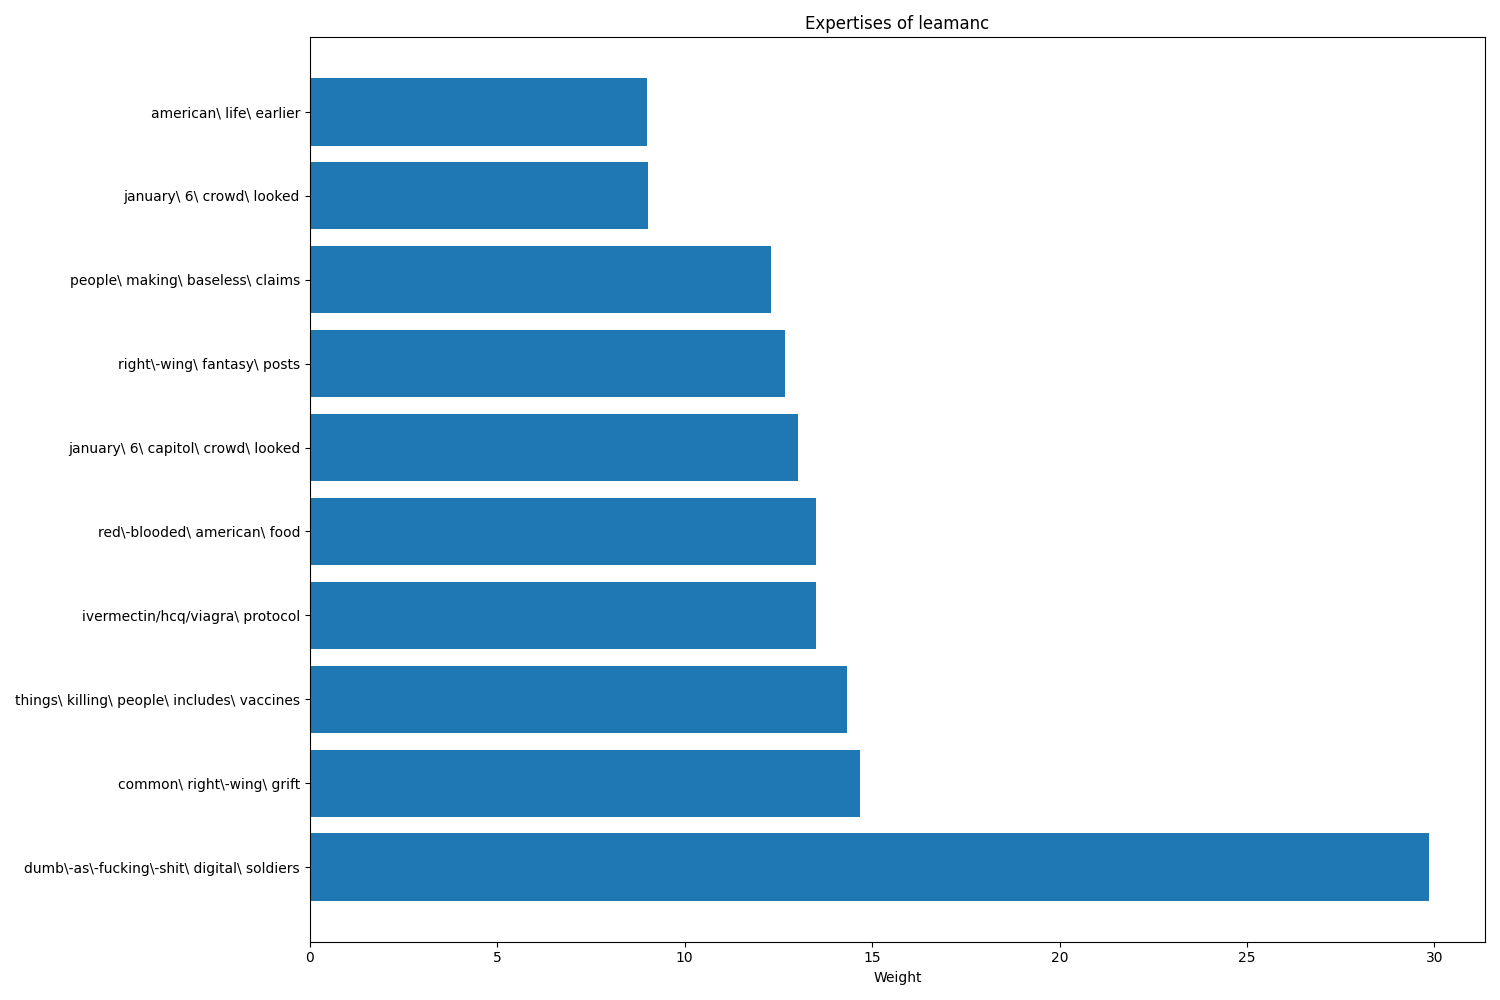 Expertises of leamanc
american\ life\ earlier
january\ 6\ crowd\ looked
people\ making\ baseless\ claims
right\-wing\ fantasy\ posts
january\ 6\ capitol\ crowd\ looked
red\-blooded\ american\ food
ivermectin/hcq/viagra\ protocol
things\ killing\ people\ includes\ vaccines
common\ right\-wing\ grift
dumb\-as\-fucking\-shit\ digital\ soldiers
0 5 10 15 20 25 30
Weight